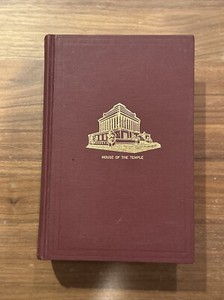 HOUSE OF THE TEMPLE